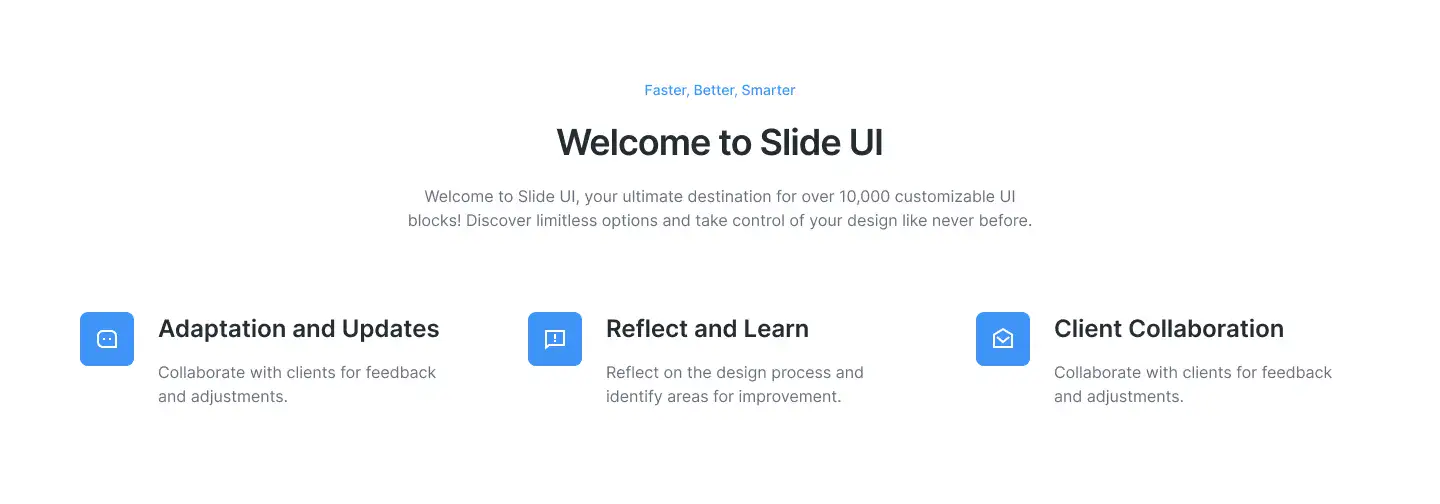 Faster, Better, Smarter
Welcome to Slide UI
Welcome to Slide UI, your ultimate destination for over 10,000 customizable UI
blocks! Discover limitless options and take control of your design like never before.
Adaptation and Updates
Collaborate with clients for feedback
and adjustments.
Reflect and Learn
Reflect on the design process and
identify areas for improvement.
Client Collaboration
Collaborate with clients for feedback
and adjustments.